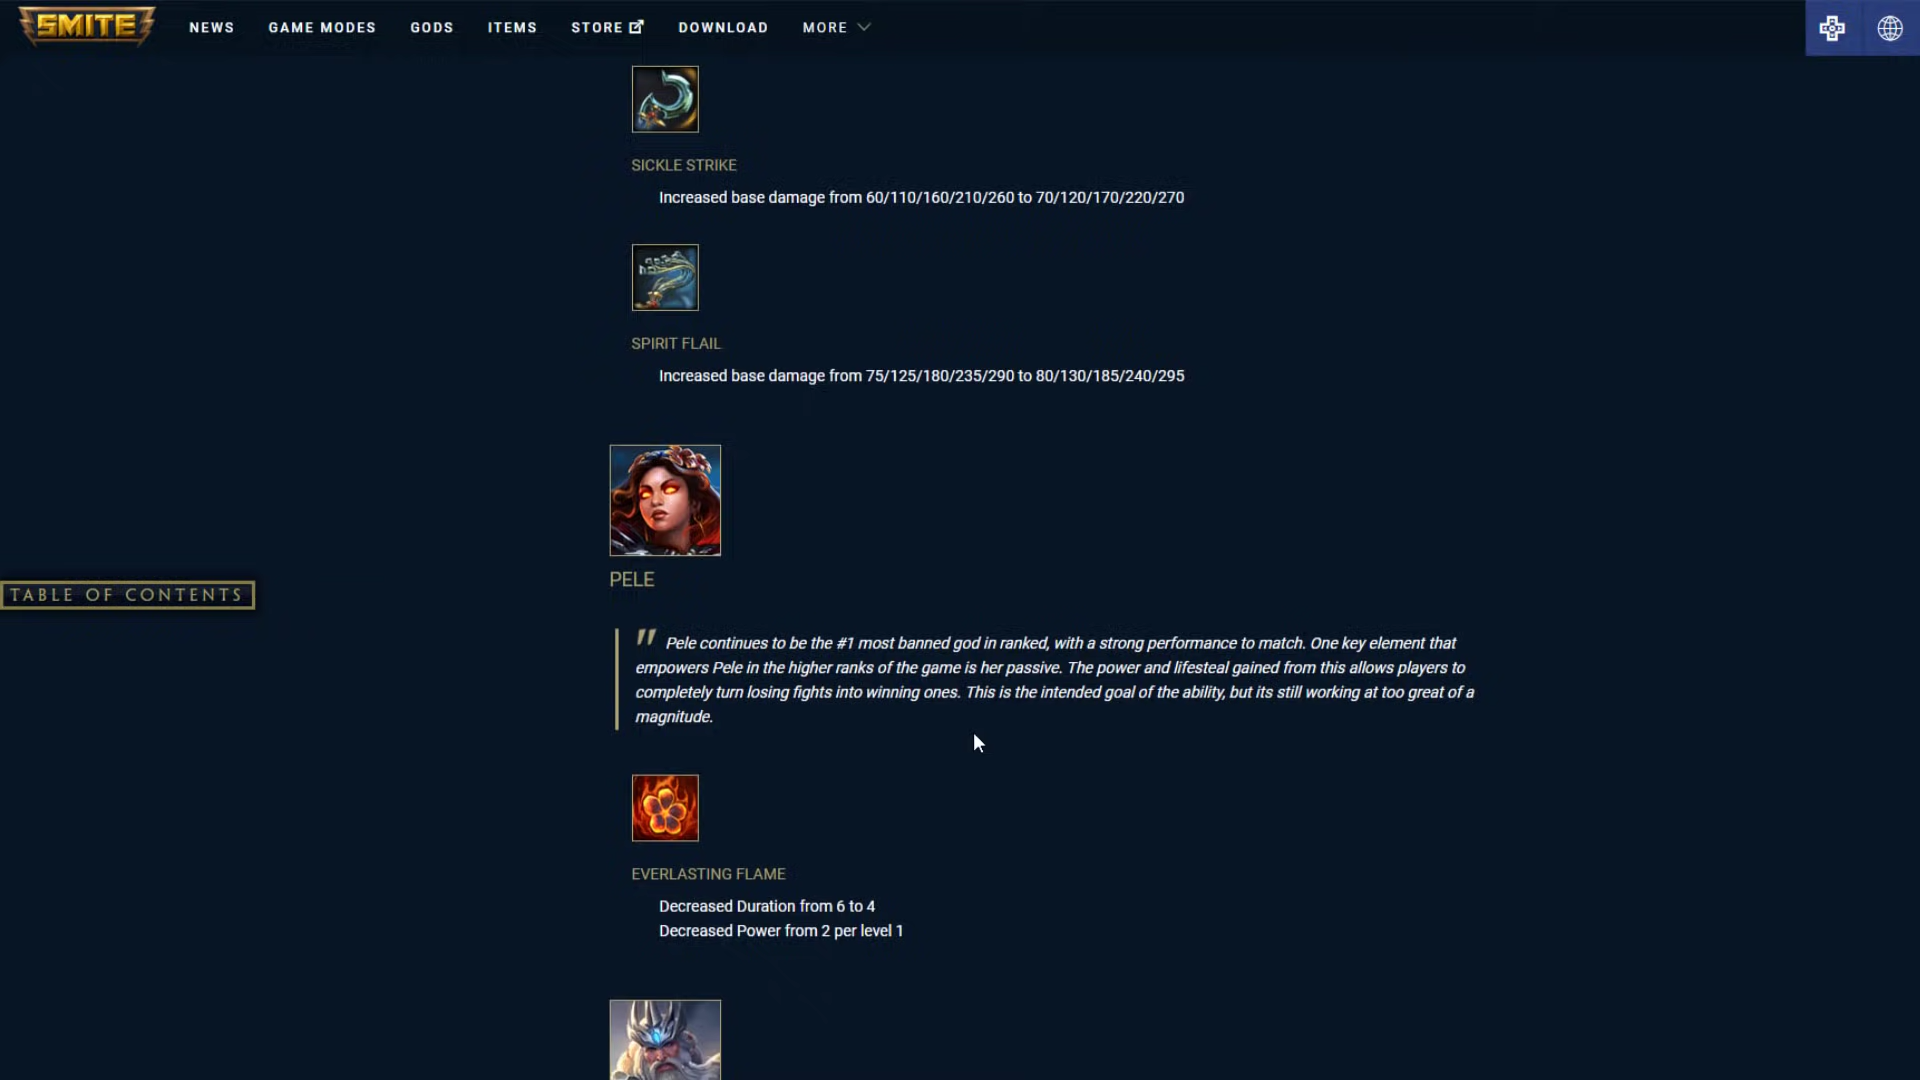 SMITE
NEWS
GAME MODES
GODS
ITEMS
STORE
DOWNLOAD
MORE
SICKLE STRIKE
Increased base damage from 60/110/160/210/260 to 70/120/170/220/270
SPIRIT FLAIL
Increased base damage from 75/125/180/235/290 to 80/130/185/240/295
PELE
TABLE OF CONTENTS
" Pele continues to be the #1 most banned god in ranked, with a strong performance to match. One key element that
empowers Pele in the higher ranks of the game is her passive. The power and lifesteal gained from this allows players to
completely turn losing fights into winning ones. This is the intended goal of the ability, but its still working at too great of a
magnitude.
EVERLASTING FLAME
Decreased Duration from 6 to 4
Decreased Power from 2 per level 1